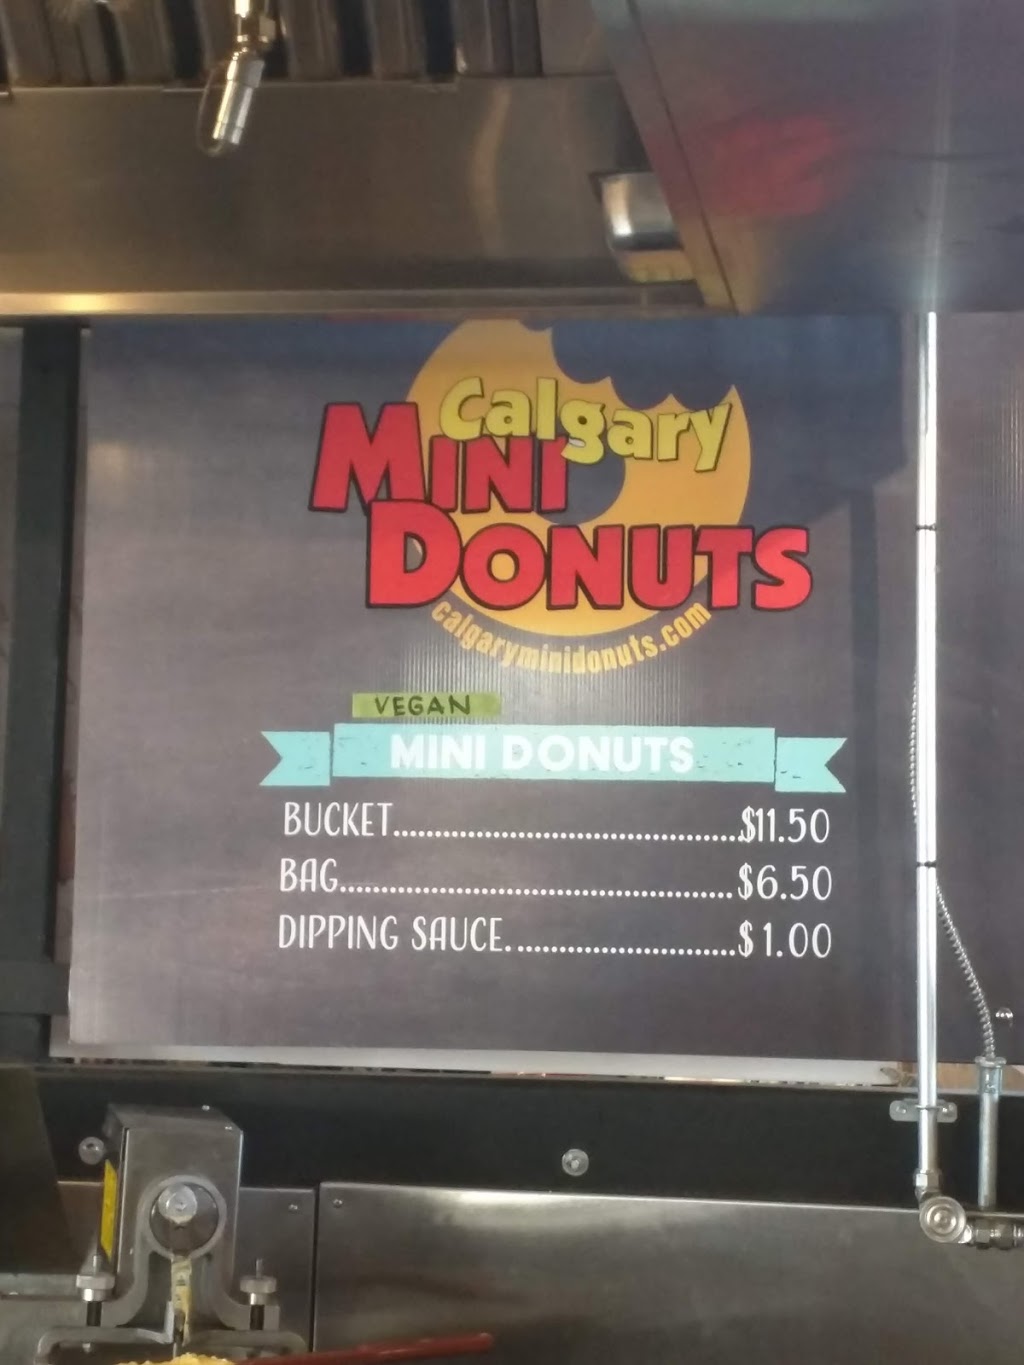 Calgary
MINI
DONUTS
calgaryminidonuts.com
VEGAN
MINI DONUTS
BUCKET..........................................$11.50
BAG................................................$6.50
DIPPING SAUCE............................$1.00